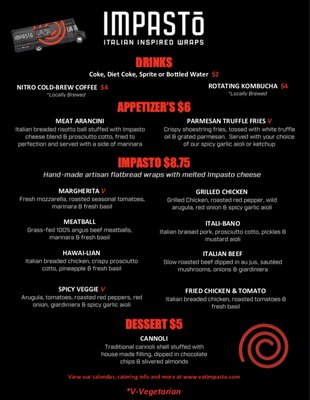 IMPASTō
IMPASTō
ITALIAN INSPIRED WRAPS
DRINKS
Coke, Diet Coke, Sprite or Bottled Water $2
NITRO COLD-BREW COFFEE $4
*Locally Brewed
ROTATING KOMBUCHA $4
*Locally Brewed
APPETIZER'S $6
MEAT ARANCINI
Italian breaded risotto ball stuffed with Impasto
cheese blend & prosciutto cotto, fried to
perfection and served with a side of marinara
PARMESAN TRUFFLE FRIES V
Crispy shoestring fries, tossed with white truffle
oil & grated parmesan. Served with your choice
of our spicy garlic aioli or ketchup
IMPASTO $8.75
Hand-made artisan flatbread wraps with melted Impasto cheese
MARGHERITA V
Fresh mozzarella, roasted seasonal tomatoes,
marinara & fresh basil
GRILLED CHICKEN
Grilled Chicken, roasted red pepper, wild
arugula, red onion & spicy garlic aioli
MEATBALL
Grass-fed 100% angus beef meatballs,
marinara & fresh basil
ITALI-BANO
Italian braised pork, prosciutto cotto, pickles &
mustard aioli
HAWAI-LIAN
Italian breaded chicken, crispy prosciutto
cotto, pineapple & fresh basil
ITALIAN BEEF
Slow roasted beef dipped in au jus, sautéed
mushrooms, onions & giardiniera
SPICY VEGGIE V
Arugula, tomatoes, roasted red peppers, red
onion, giardiniera & spicy garlic aioli
FRIED CHICKEN & TOMATO
Italian breaded chicken, roasted tomatoes &
fresh basil
DESSERT $5
CANNOLI
Traditional cannoli shell stuffed with
house made filling, dipped in chocolate
chips & slivered almonds
View our calender, catering info and more at www.eatimpasto.com
*V-Vegetarian